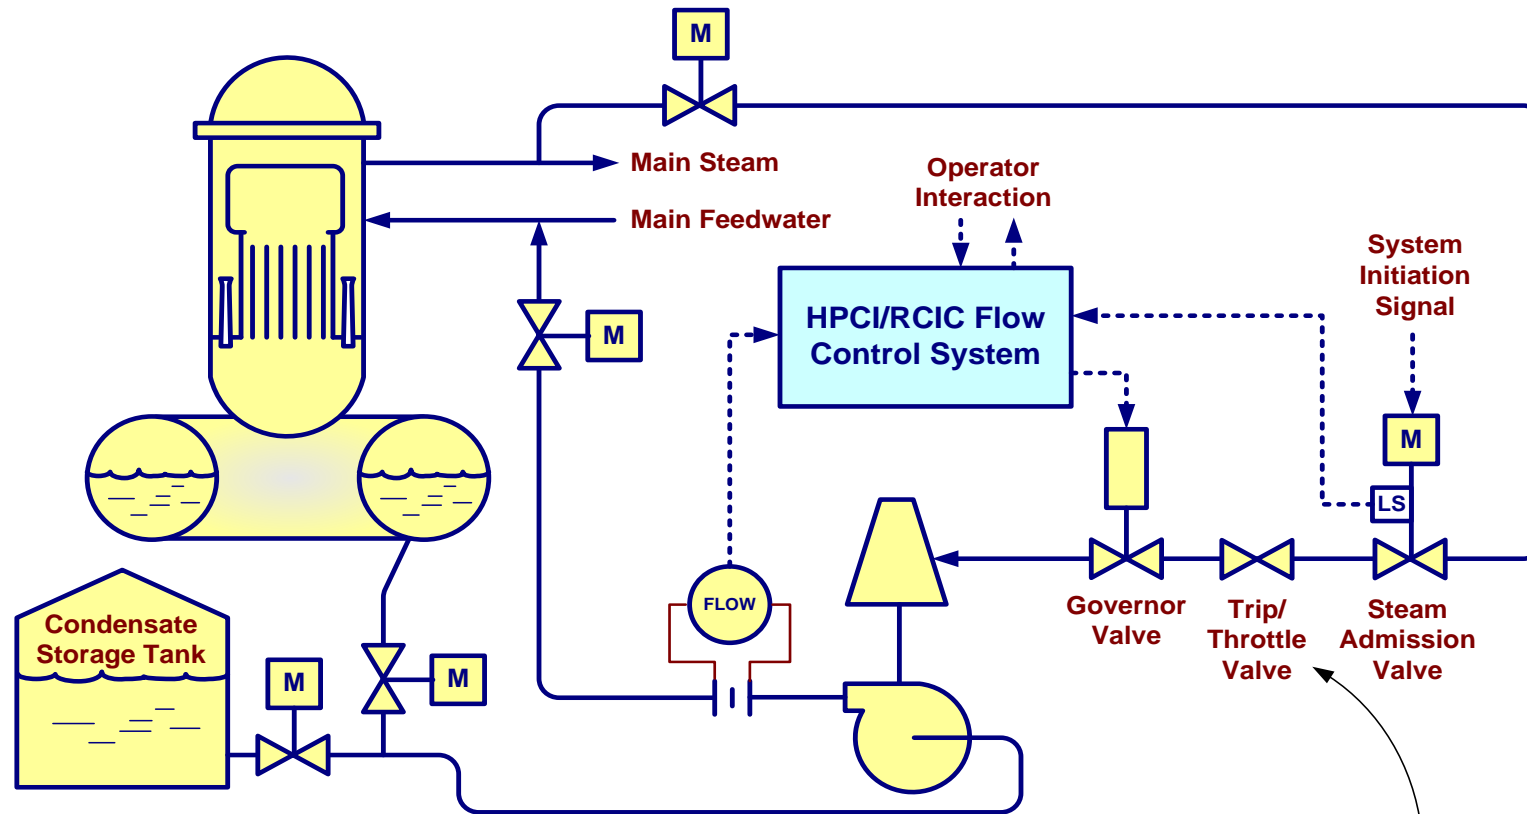 M
Main Steam
Main Feedwater
Operator
Interaction
System
Initiation
Signal
HPCI/RCIC Flow
Control System
M
M
LS
FLOW
Governor
Valve
Trip/
Throttle
Valve
Steam
Admission
Valve
Condensate
Storage Tank
M
M